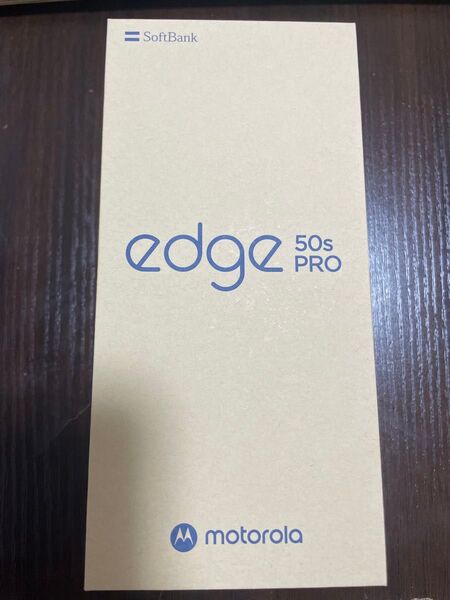 SoftBank
edge 50s
PRO
motorola